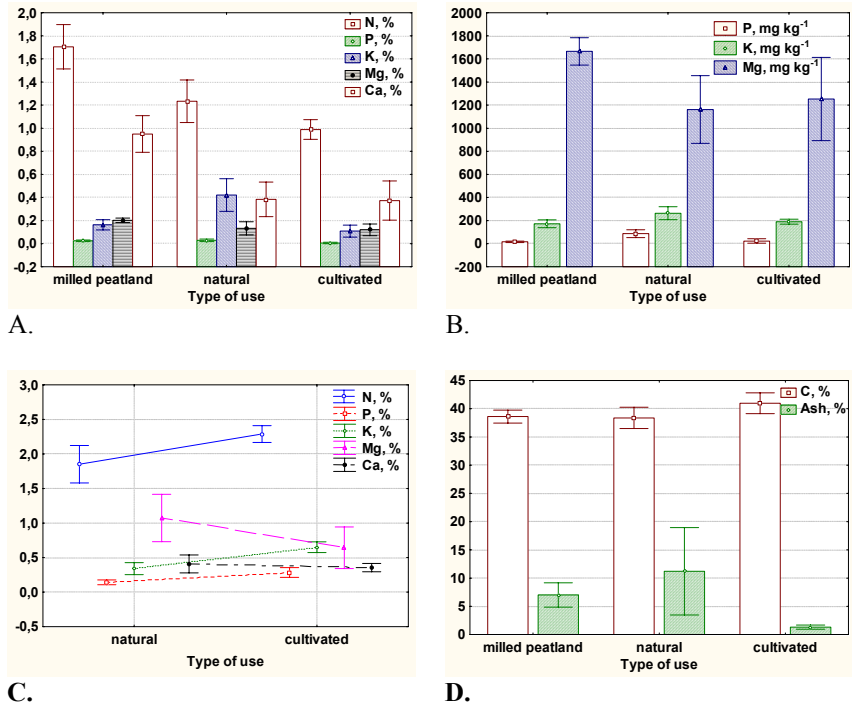 1,8
1,6
1,4
1,2
1,0
0,8
0,6
0,4
0,2
0,0
-0,2
N, %
P, %
K, %
Mg, %
Ca, %
milled peatland natural cultivated
Type of use
A.
2000
1800
1600
1400
1200
1000
800
600
400
200
0
-200
P, mg kg⁻¹
K, mg kg⁻¹
Mg, mg kg⁻¹
milled peatland natural cultivated
Type of use
B.
3,0
2,5
2,0
1,5
1,0
0,5
0,0
-0,5
N, %
P, %
K, %
Mg, %
Ca, %
natural cultivated
Type of use
C.
45
40
35
30
25
20
15
10
5
0
C, %
Ash, %
milled peatland natural cultivated
Type of use
D.